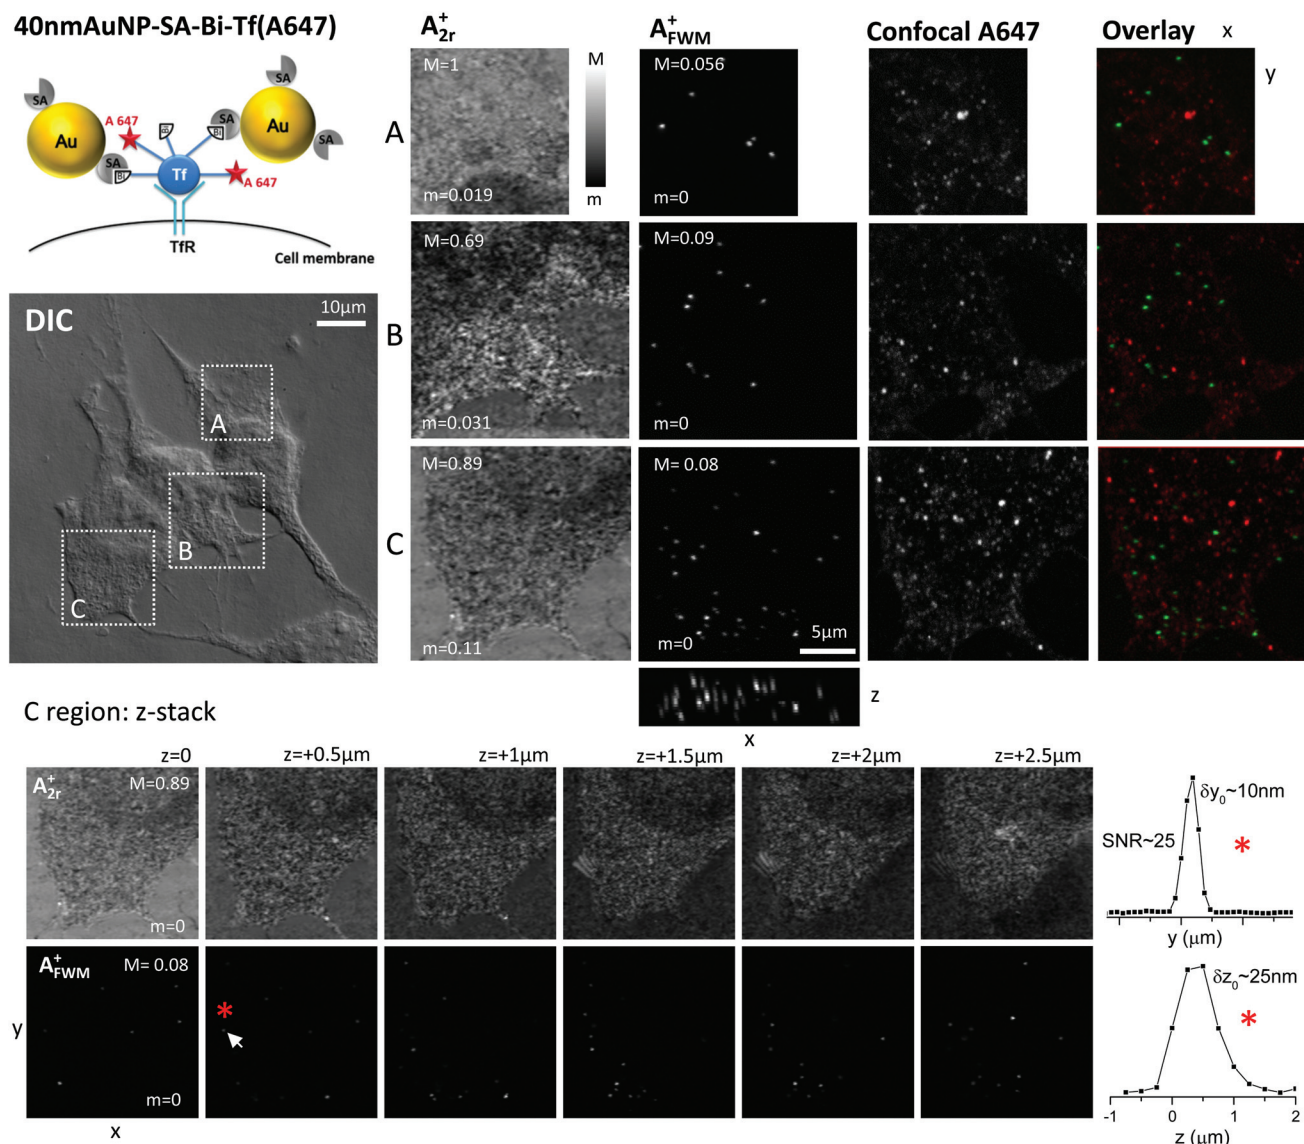 40nmAuNP-SA-Bi-Tf(A647)
SA
Au
A 647
SA
Bi
Bi
Bi
SA
SA
Au
SA
Tf
A 647
TfR
Cell membrane
DIC
10μm
A
B
C
A⁺2r
A⁺FWM
Confocal A647
Overlay
x
y
A
M=1
m=0.019
M
m
M=0.056
m=0
B
M=0.69
m=0.031
M=0.09
m=0
C
M=0.89
m=0.11
M= 0.08
m=0
5μm
z
x
C region: z-stack
z=0
z=+0.5μm
z=+1μm
z=+1.5μm
z=+2μm
z=+2.5μm
A⁺2r
M=0.89
m=0
A⁺FWM
M= 0.08
*
m=0
y
x
δy₀~10nm
SNR~25
*
y (μm)
δz₀~25nm
*
-1 0 1 2
z (μm)